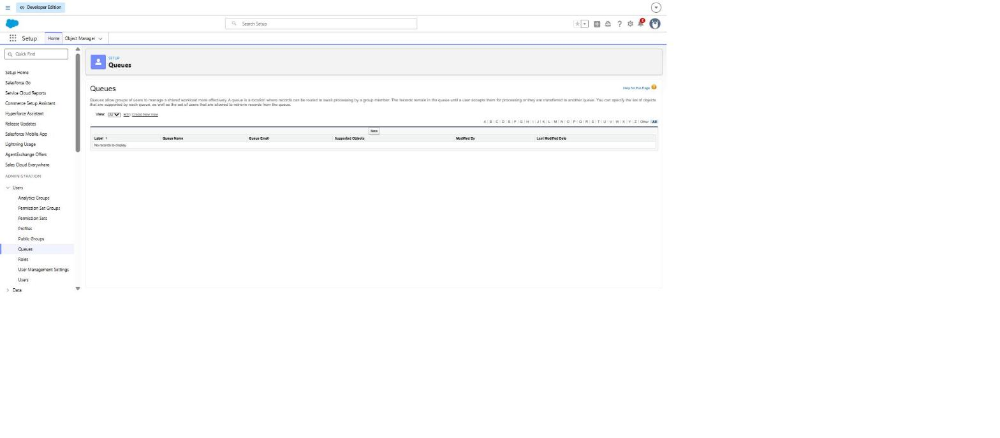 Developer Edition
Search Setup
2
Setup
Home
Object Manager
Quick Find
Setup Home
Salesforce Go
Service Cloud Reports
Commerce Setup Assistant
Hyperforce Assistant
Release Updates
Salesforce Mobile App
Lightning Usage
AgentExchange Offers
Sales Cloud Everywhere
ADMINISTRATION
Users
Analytics Groups
Permission Set Groups
Permission Sets
Profiles
Public Groups
Queues
Roles
User Management Settings
Users
Data
SETUP
Queues
Queues
Help for this Page ?
Queues allow groups of users to manage a shared workload more effectively. A queue is a location where records can be routed to await processing by a group member. The records remain in the queue until a user accepts them for processing or they are transferred to another queue. You can specify the set of objects
that are supported by each queue, as well as the set of users that are allowed to retrieve records from the queue.
View: All Edit | Create New View
A | B | C | D | E | F | G | H | I | J | K | L | M | N | O | P | Q | R | S | T | U | V | W | X | Y | Z | Other | All
New
Label ↑ Queue Name Queue Email Supported Objects Modified By Last Modified Date
No records to display